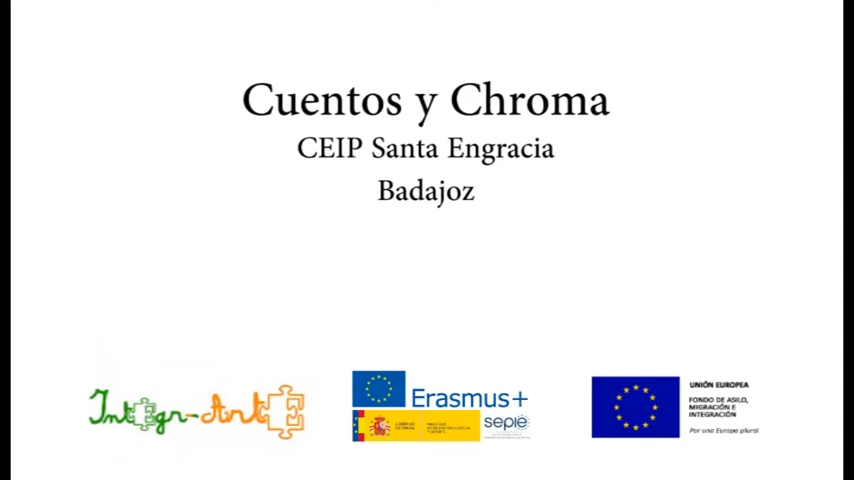 Cuentos y Chroma
CEIP Santa Engracia
Badajoz
IntEgr-ArtE
Erasmus+
sepie
UNIÓN EUROPEA
FONDO DE ASILO,
MIGRACIÓN E
INTEGRACIÓN
Por una Europa plural